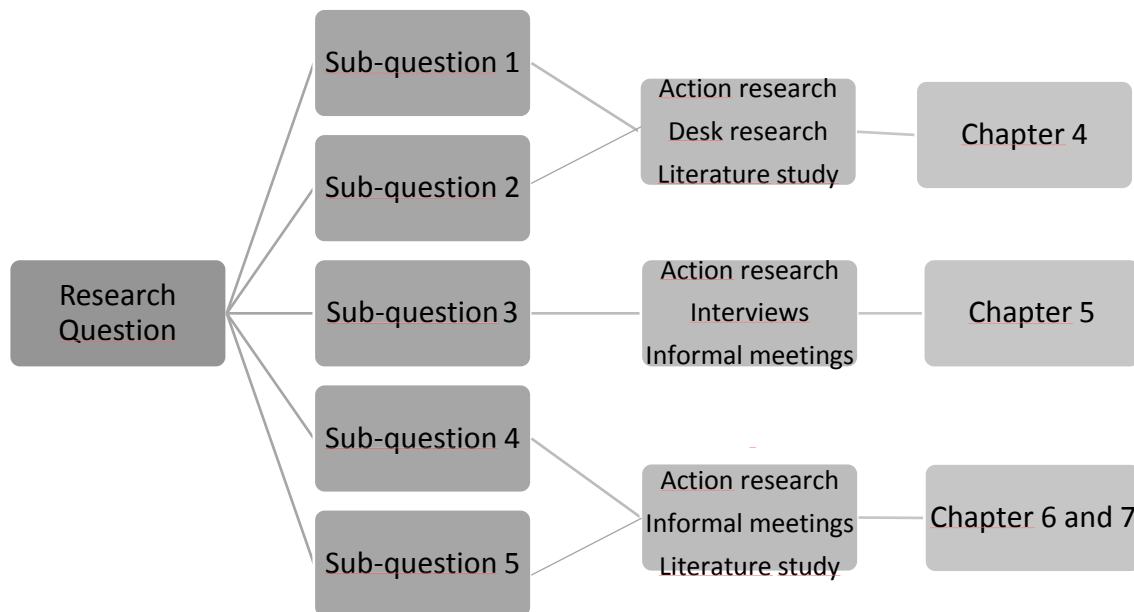 Research
Question
Sub-question 1
Sub-question 2
Sub-question 3
Sub-question 4
Sub-question 5
Action research
Desk research
Literature study
Action research
Interviews
Informal meetings
Action research
Informal meetings
Literature study
Chapter 4
Chapter 5
Chapter 6 and 7